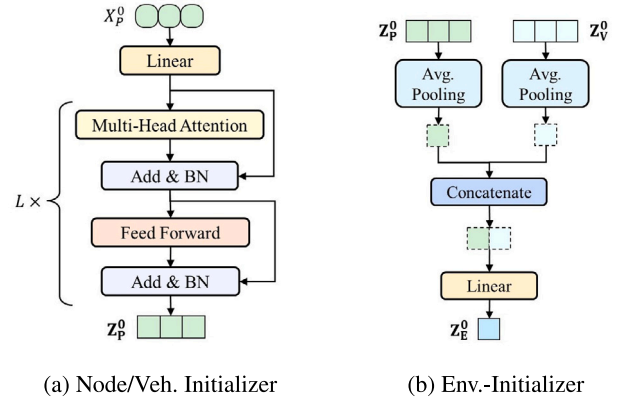 X_P^0
Linear
Multi-Head Attention
Add & BN
L ×
Feed Forward
Add & BN
Z_P^0
(a) Node/Veh. Initializer
Z_P^0
Z_V^0
Avg. Pooling
Avg. Pooling
Concatenate
Linear
Z_E^0
(b) Env.-Initializer